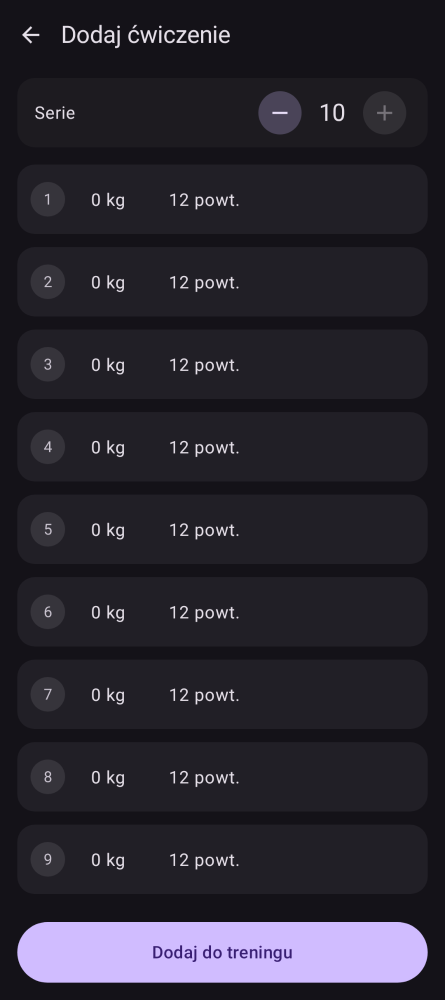 Dodaj ćwiczenie
Serie 10
1 0 kg 12 powt.
2 0 kg 12 powt.
3 0 kg 12 powt.
4 0 kg 12 powt.
5 0 kg 12 powt.
6 0 kg 12 powt.
7 0 kg 12 powt.
8 0 kg 12 powt.
9 0 kg 12 powt.
Dodaj do treningu